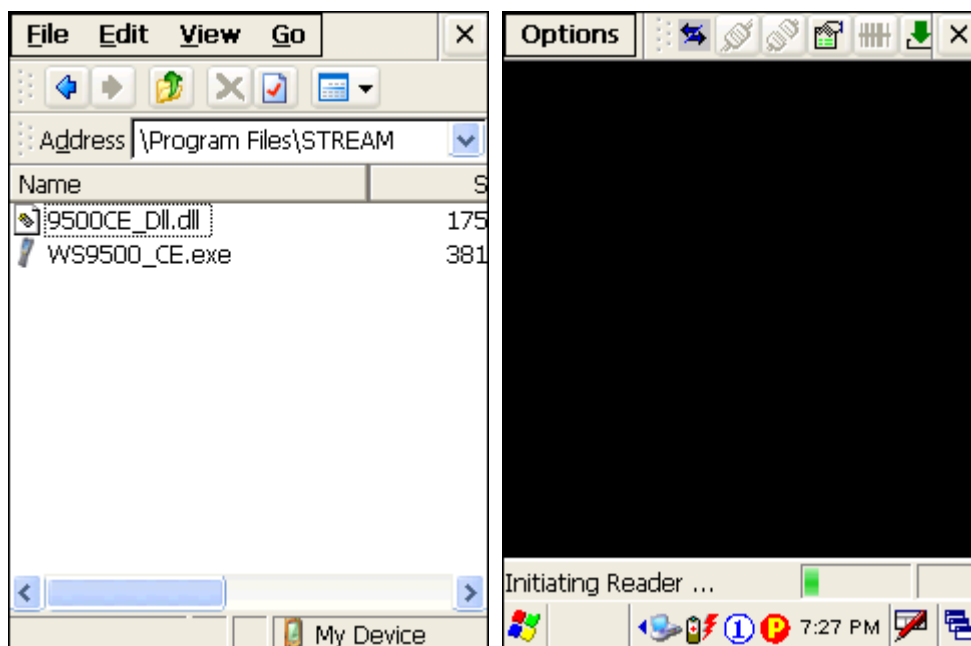 File Edit View Go
Address \Program Files\STREAM
Name S
9500CE_Dll.dll 175
WS9500_CE.exe 381
My Device
Options
Initiating Reader ...
1 P 7:27 PM